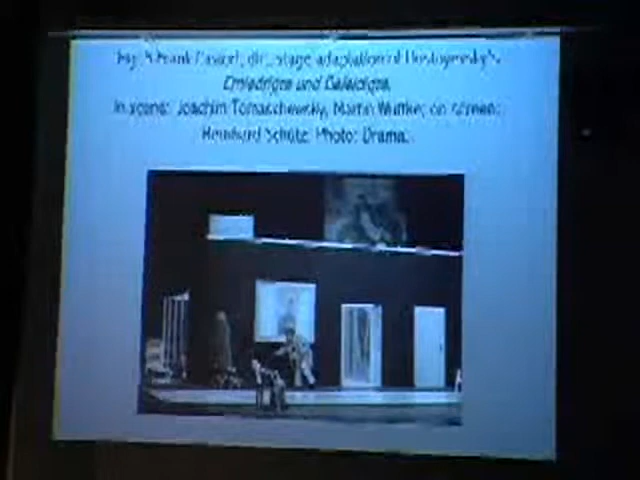 Frank Castorf, dir., stage adaptation of Dostoyevsky's
Erniedrigte und Beleidigte.
In scene: Joachim Tomaschewsky, Martin Wuttke; on screen:
Bernhard Schütz. Photo: Drama.